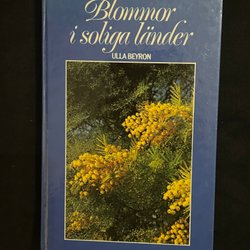 Blommor
i soliga länder
ULLA BEYRON